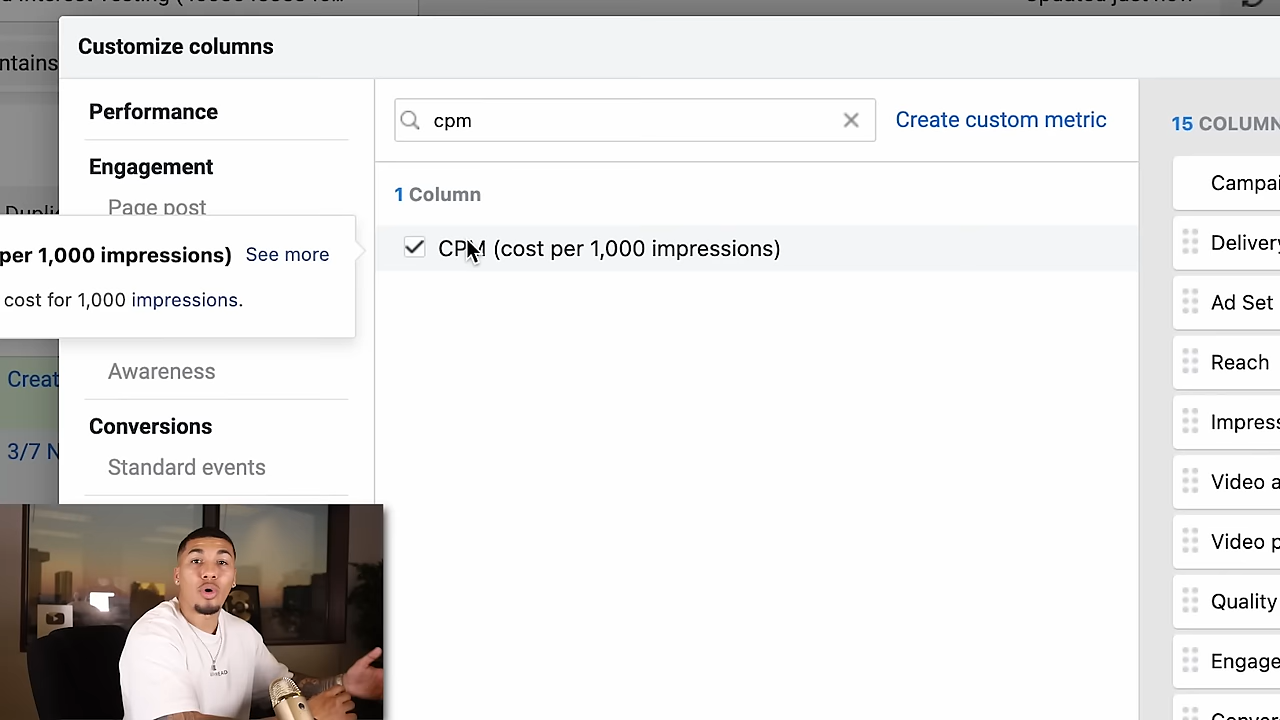 Customize columns
ntains
Performance
cpm
Create custom metric
15 COLUMN
Engagement
1 Column
Campai
Page post
CPM (cost per 1,000 impressions)
Delivery
per 1,000 impressions) See more
cost for 1,000 impressions.
Ad Set
Awareness
Reach
Creat
Conversions
Impress
3/7 N
Standard events
Video a
Video p
Quality
Engage